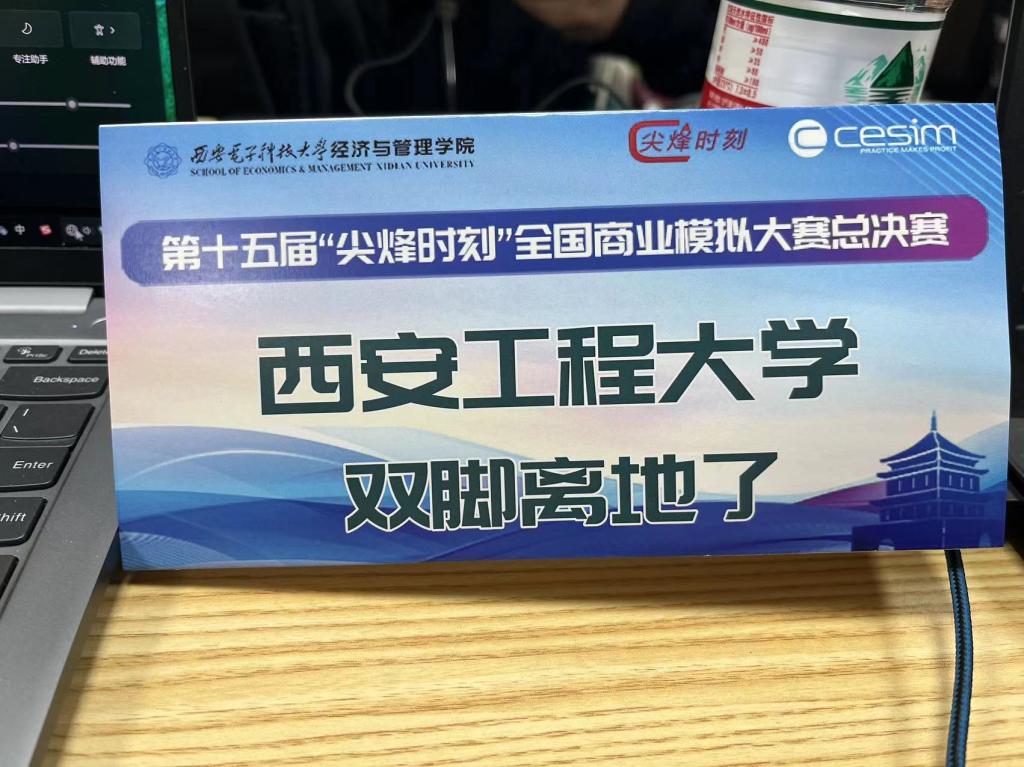 专注助手
辅助功能
中
西安电子科技大学经济与管理学院
SCHOOL OF ECONOMICS & MANAGEMENT XIDIAN UNIVERSITY
尖烽时刻
cesim
PRACTICE MAKES PROFIT
第十五届“尖烽时刻”全国商业模拟大赛总决赛
西安工程大学
双脚离地了
Delete
Backspace
Enter
Shift